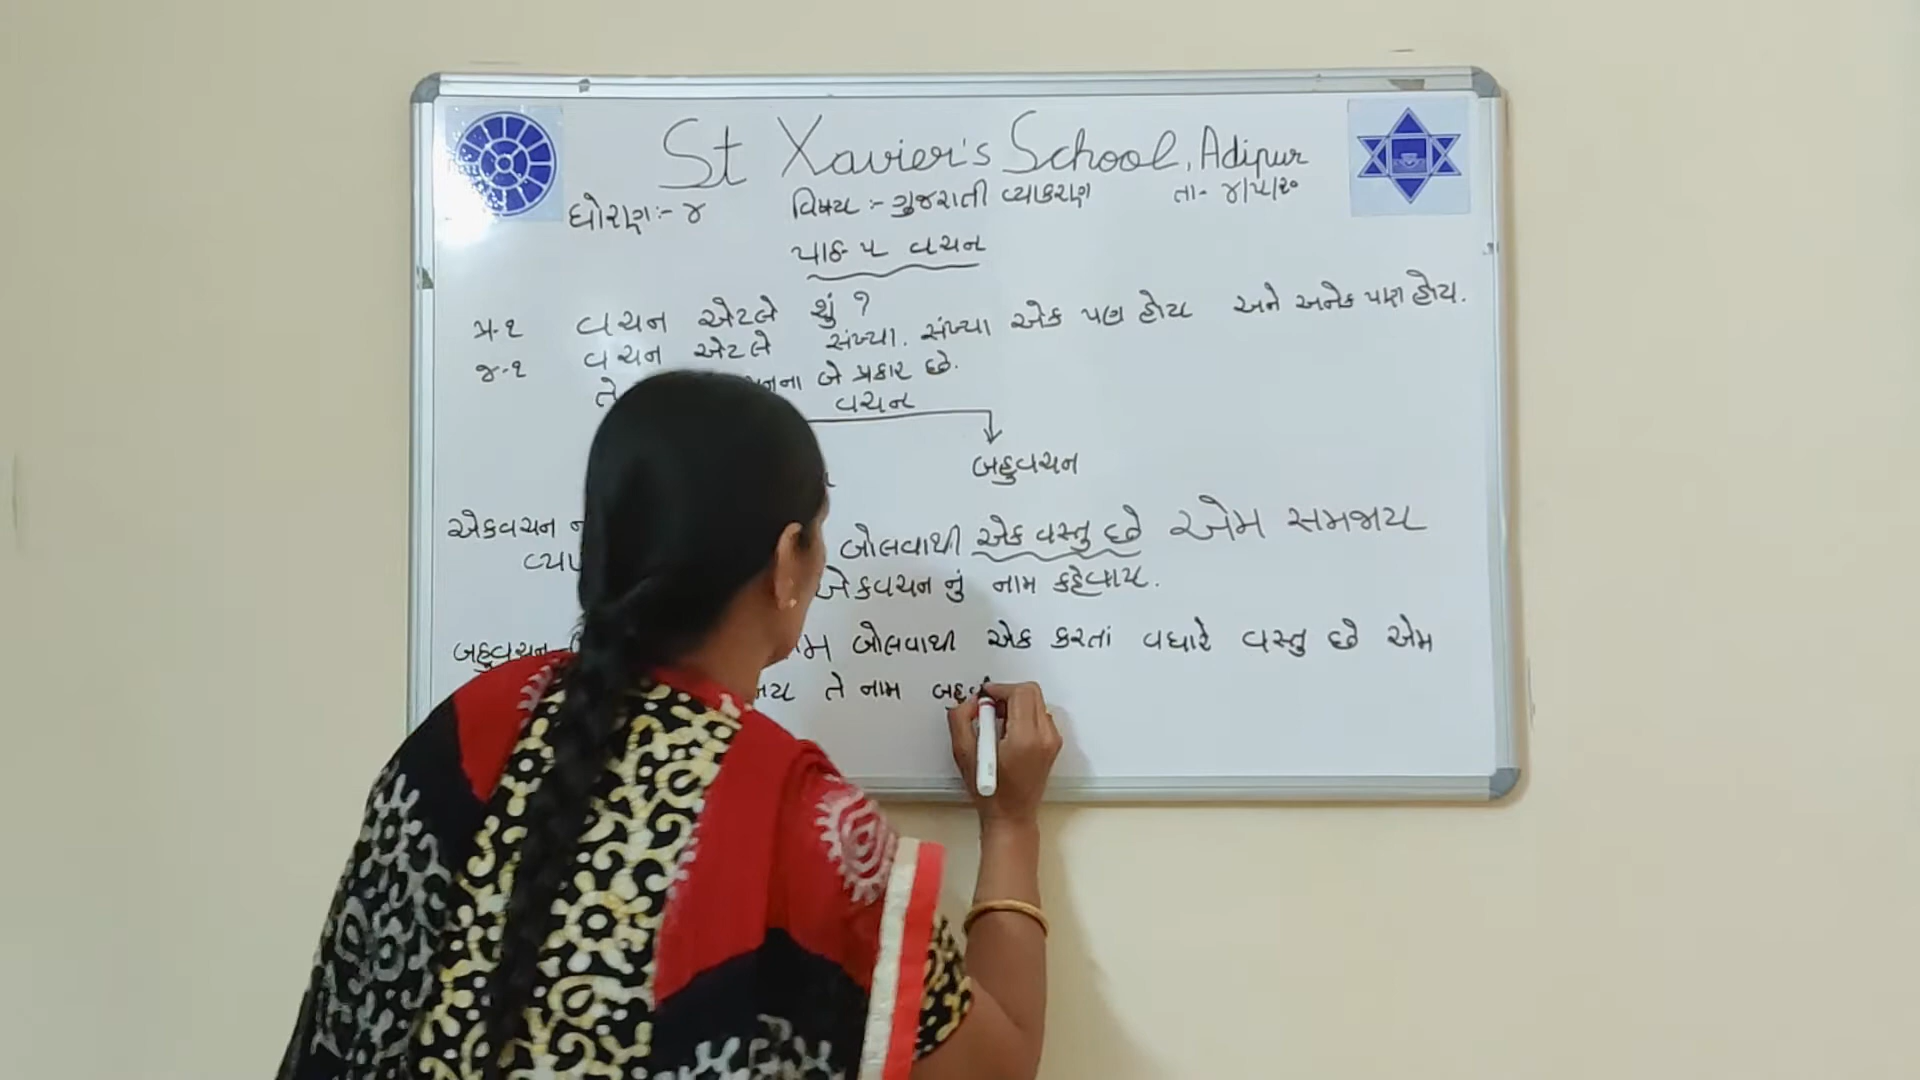 St Xavier's School, Adipur
ધોરણ:- ૪ વિષય :- ગુજરાતી વ્યાકરણ તા- ૪/૫/૨૦
પાઠ ૫ વચન
પ્ર-૧ વચન એટલે શું ?
જ-૧ વચન એટલે સંખ્યા. સંખ્યા એક પણ હોય અને અનેક પણ હોય.
તે બે પ્રકાર છે.
વચન
બહુવચન
એકવચન બોલવાથી એક વસ્તુ છે એમ સમજાય
એકવચન નું નામ કહેવાય.
બહુવચન બોલવાથી એક કરતાં વધારે વસ્તુ છે એમ
તે નામ